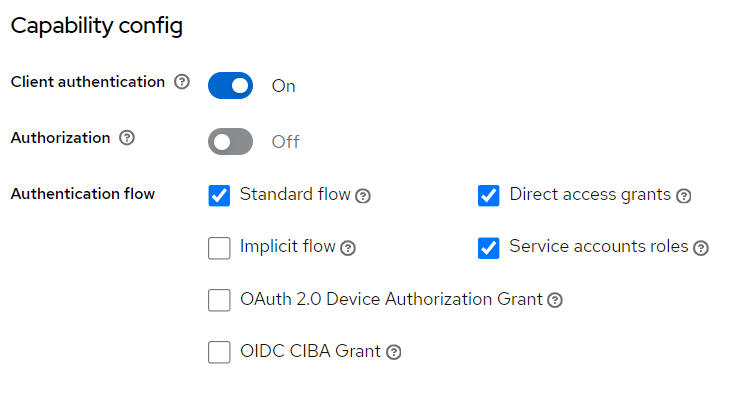 Capability config
Client authentication On
Authorization Off
Authentication flow Standard flow Direct access grants
Implicit flow Service accounts roles
OAuth 2.0 Device Authorization Grant
OIDC CIBA Grant